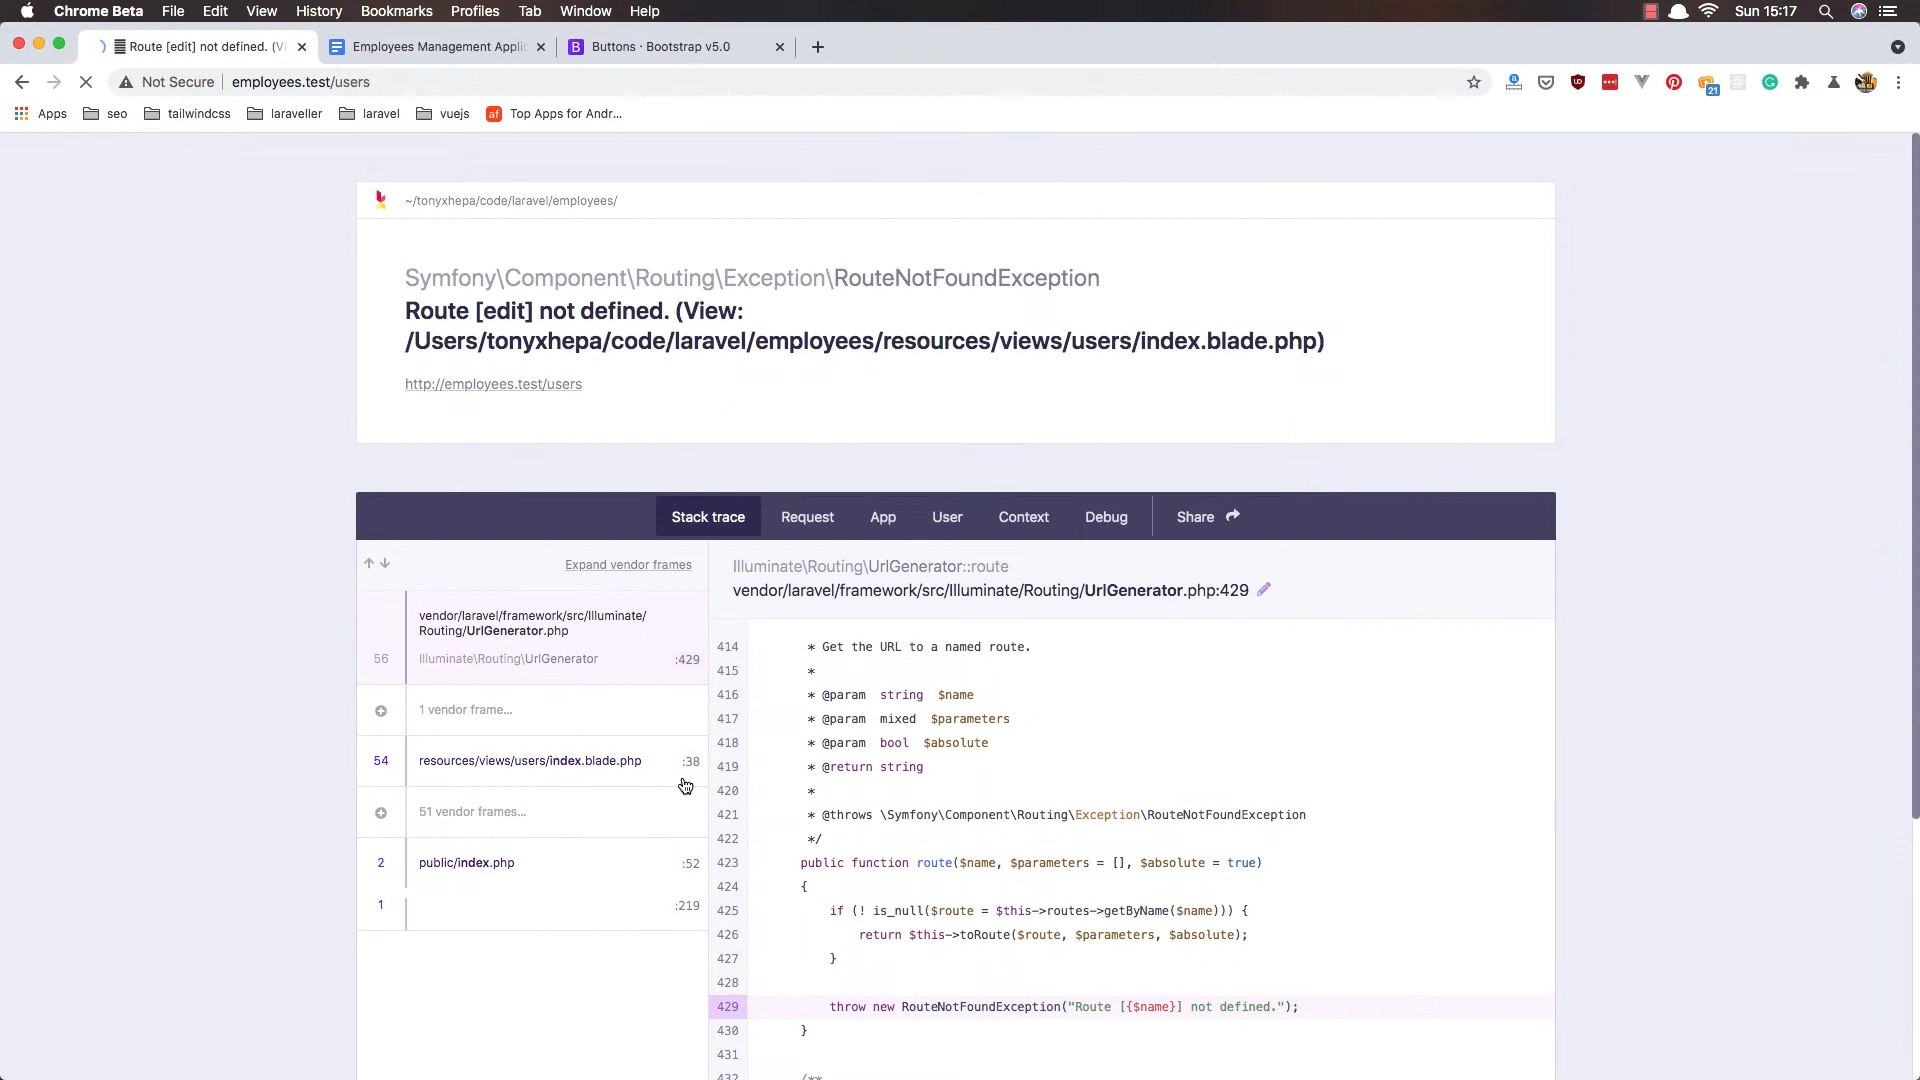 Chrome Beta File Edit View History Bookmarks Profiles Tab Window Help Sun 15:17
Route [edit] not defined. (Vi Employees Management Applic Buttons · Bootstrap v5.0
Not Secure employees.test/users 21
Apps seo tailwindcss laraveller laravel vuejs af Top Apps for Andr...
~/tonyxhepa/code/laravel/employees/
Symfony\Component\Routing\Exception\RouteNotFoundException
Route [edit] not defined. (View:
/Users/tonyxhepa/code/laravel/employees/resources/views/users/index.blade.php)
http://employees.test/users
Stack trace Request App User Context Debug Share
Expand vendor frames
vendor/laravel/framework/src/Illuminate/
Routing/UrlGenerator.php
56 Illuminate\Routing\UrlGenerator :429
1 vendor frame...
54 resources/views/users/index.blade.php :38
51 vendor frames...
2 public/index.php :52
1 :219
Illuminate\Routing\UrlGenerator::route
vendor/laravel/framework/src/Illuminate/Routing/UrlGenerator.php:429
414 * Get the URL to a named route.
415 *
416 * @param string $name
417 * @param mixed $parameters
418 * @param bool $absolute
419 * @return string
420 *
421 * @throws \Symfony\Component\Routing\Exception\RouteNotFoundException
422 */
423 public function route($name, $parameters = [], $absolute = true)
424 {
425 if (! is_null($route = $this->routes->getByName($name))) {
426 return $this->toRoute($route, $parameters, $absolute);
427 }
428
429 throw new RouteNotFoundException("Route [{$name}] not defined.");
430 }
431
432 /**